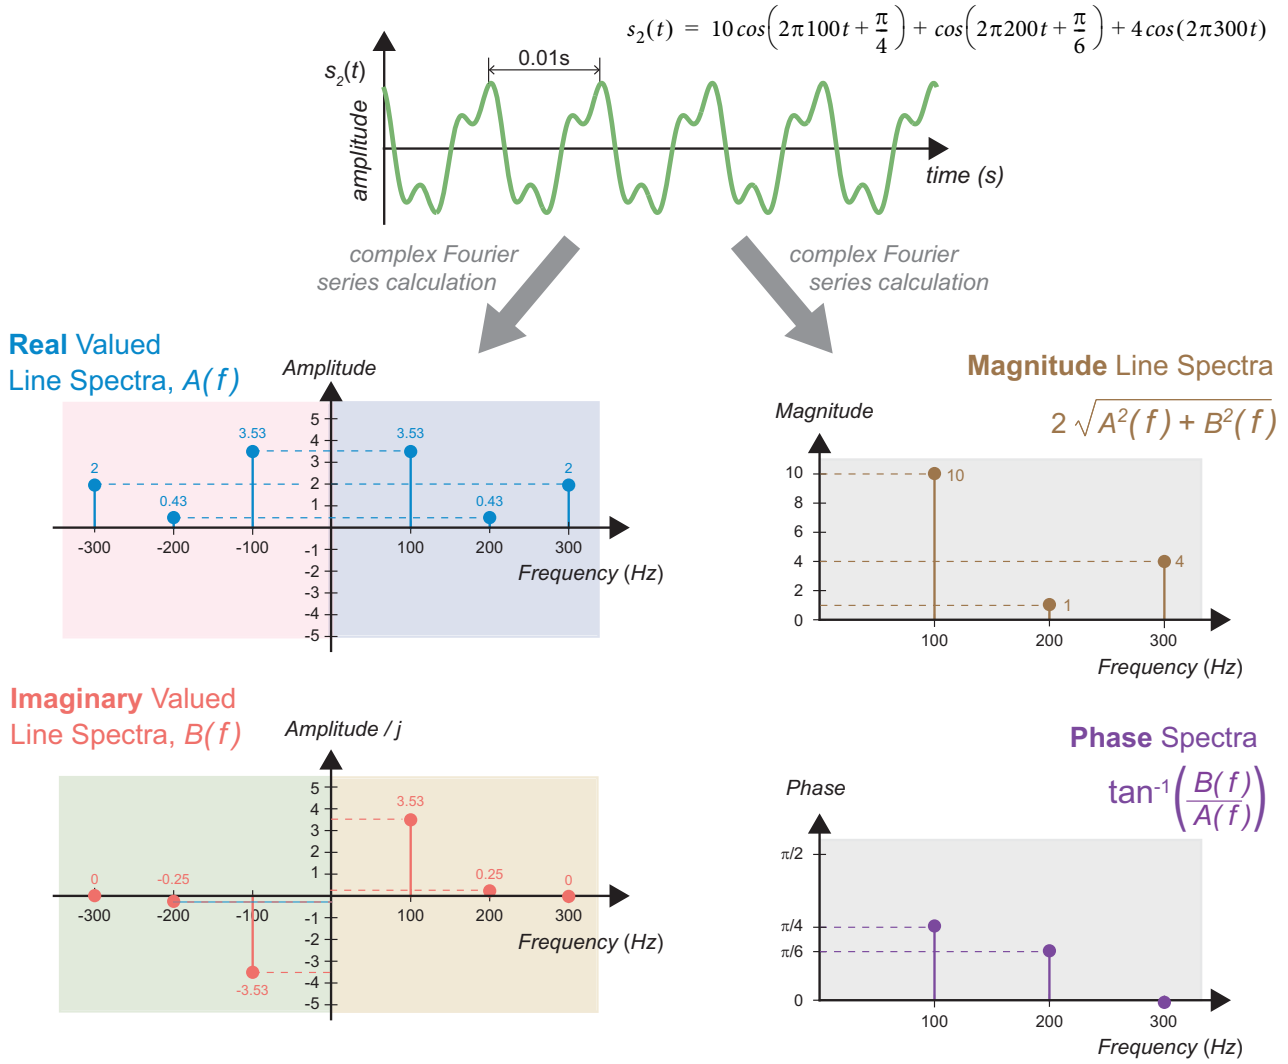 s₂(t) = 10cos(2π100t + π/4) + cos(2π200t + π/6) + 4cos(2π300t)
s₂(t)
0.01s
amplitude
time (s)
complex Fourier
series calculation
complex Fourier
series calculation
Real Valued
Line Spectra, A(f)
Amplitude
5
4
3
2
1
-1
-2
-3
-4
-5
2
0.43
3.53
3.53
0.43
2
-300
-200
-100
100
200
300
Frequency (Hz)
Magnitude Line Spectra
2 √(A²(f) + B²(f))
Magnitude
10
8
6
4
2
0
10
1
4
100
200
300
Frequency (Hz)
Imaginary Valued
Line Spectra, B(f)
Amplitude / j
5
4
3
2
1
-1
-2
-3
-4
-5
0
-0.25
-3.53
3.53
0.25
0
-300
-200
-100
100
200
300
Frequency (Hz)
Phase Spectra
tan⁻¹(B(f)/A(f))
Phase
π/2
π/4
π/6
0
100
200
300
Frequency (Hz)